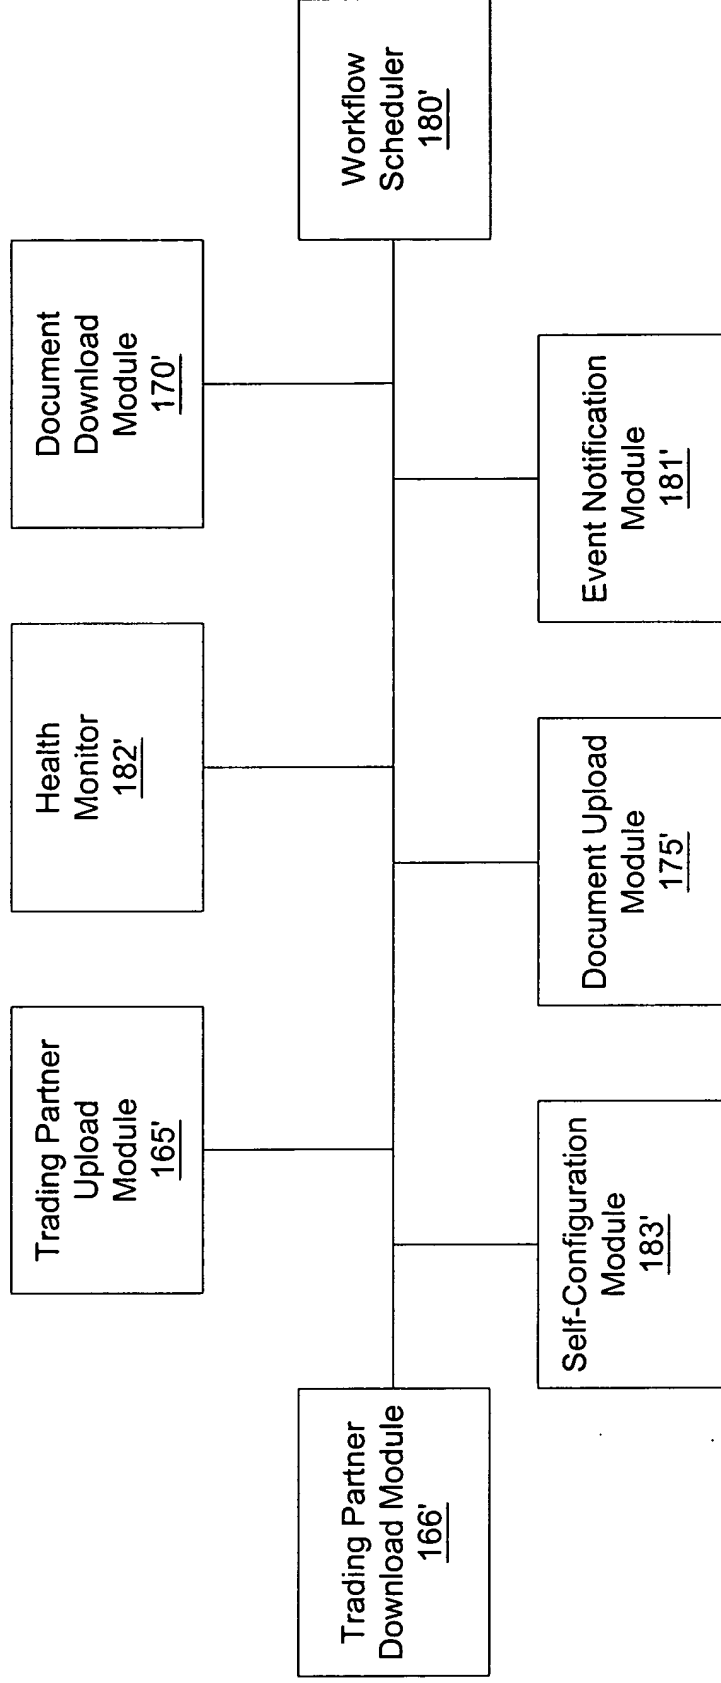 Trading Partner
Upload
Module
165'
Health
Monitor
182'
Document
Download
Module
170'
Trading Partner
Download Module
166'
Workflow
Scheduler
180'
Self-Configuration
Module
183'
Document Upload
Module
175'
Event Notification
Module
181'